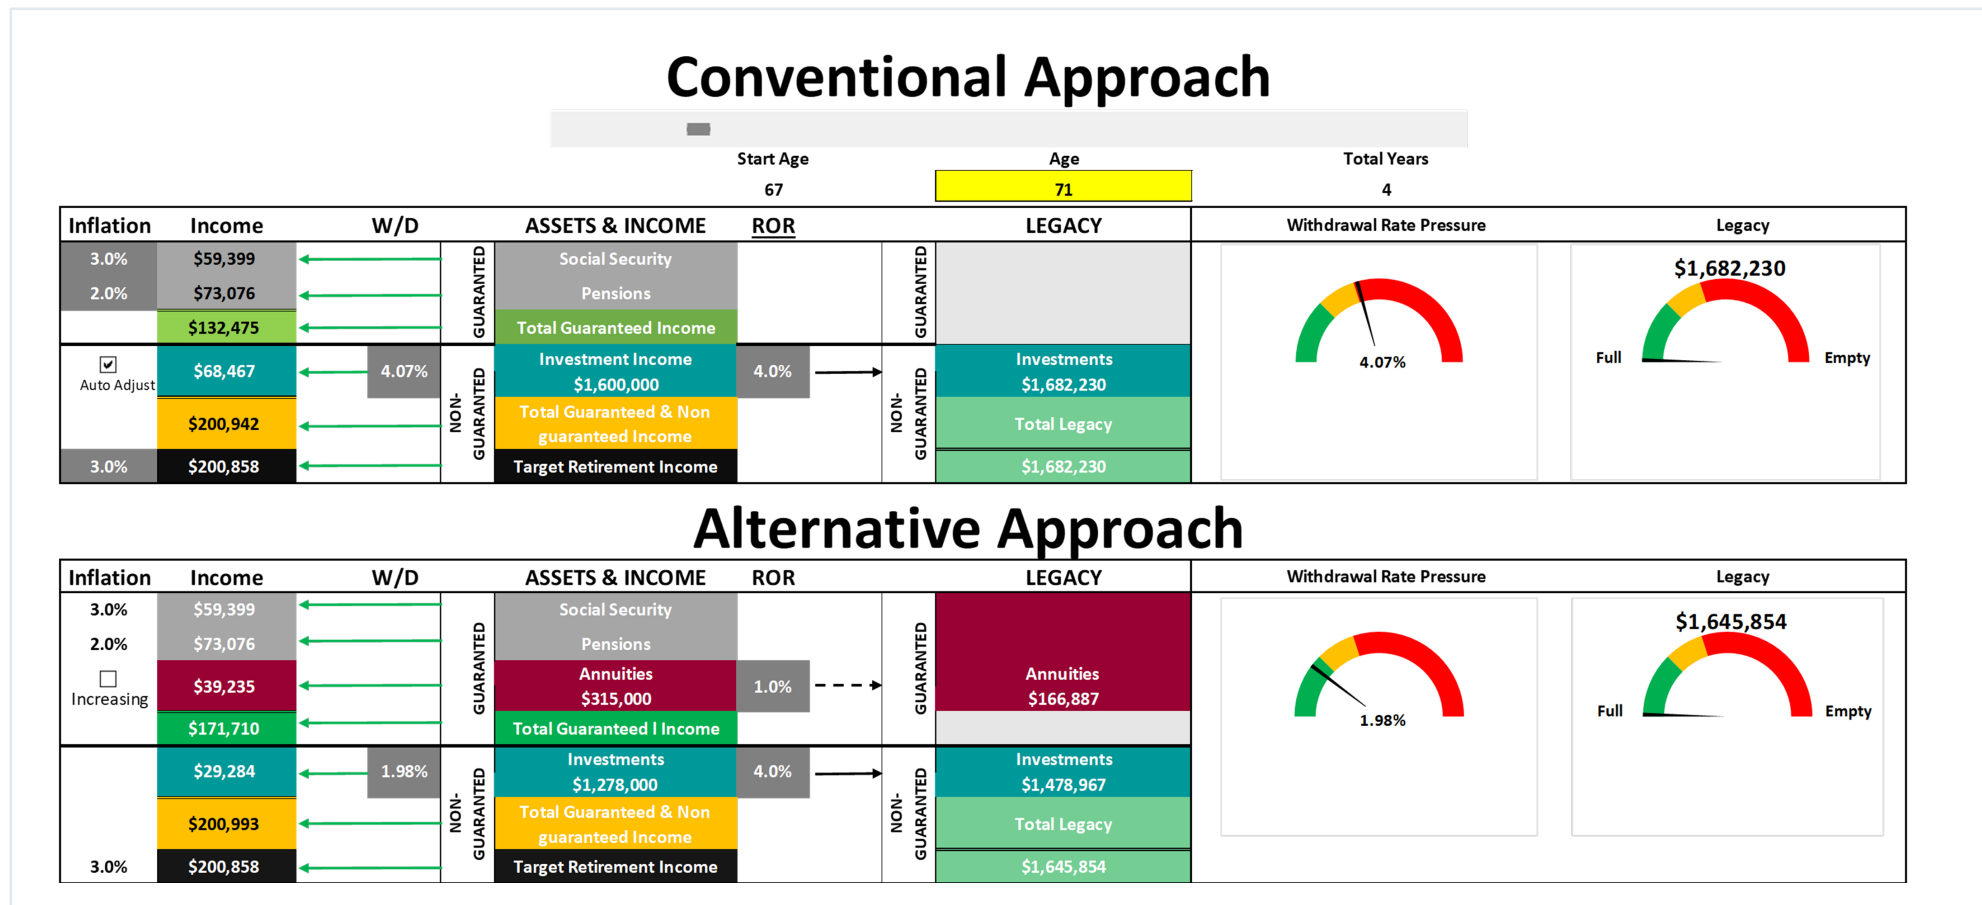 Conventional Approach
Start Age Age Total Years
67 71 4
Inflation Income W/D ASSETS & INCOME ROR LEGACY Withdrawal Rate Pressure Legacy
GUARANTED
GUARANTED
3.0% $59,399 Social Security
2.0% $73,076 Pensions
$132,475 Total Guaranteed Income
$1,682,230
4.07%
Full Empty
NON-
GUARANTED
NON-
GUARANTED
Auto Adjust
$68,467 4.07% Investment Income 4.0% Investments
$1,600,000 $1,682,230
$200,942 Total Guaranteed & Non Total Legacy
guaranteed Income
3.0% $200,858 Target Retirement Income $1,682,230
Alternative Approach
Inflation Income W/D ASSETS & INCOME ROR LEGACY Withdrawal Rate Pressure Legacy
GUARANTED
GUARANTED
3.0% $59,399 Social Security
2.0% $73,076 Pensions
Increasing
$39,235 Annuities 1.0% Annuities
$315,000 $166,887
$171,710 Total Guaranteed l Income
$1,645,854
1.98%
Full Empty
NON-
GUARANTED
NON-
GUARANTED
$29,284 1.98% Investments 4.0% Investments
$1,278,000 $1,478,967
$200,993 Total Guaranteed & Non Total Legacy
guaranteed Income
3.0% $200,858 Target Retirement Income $1,645,854